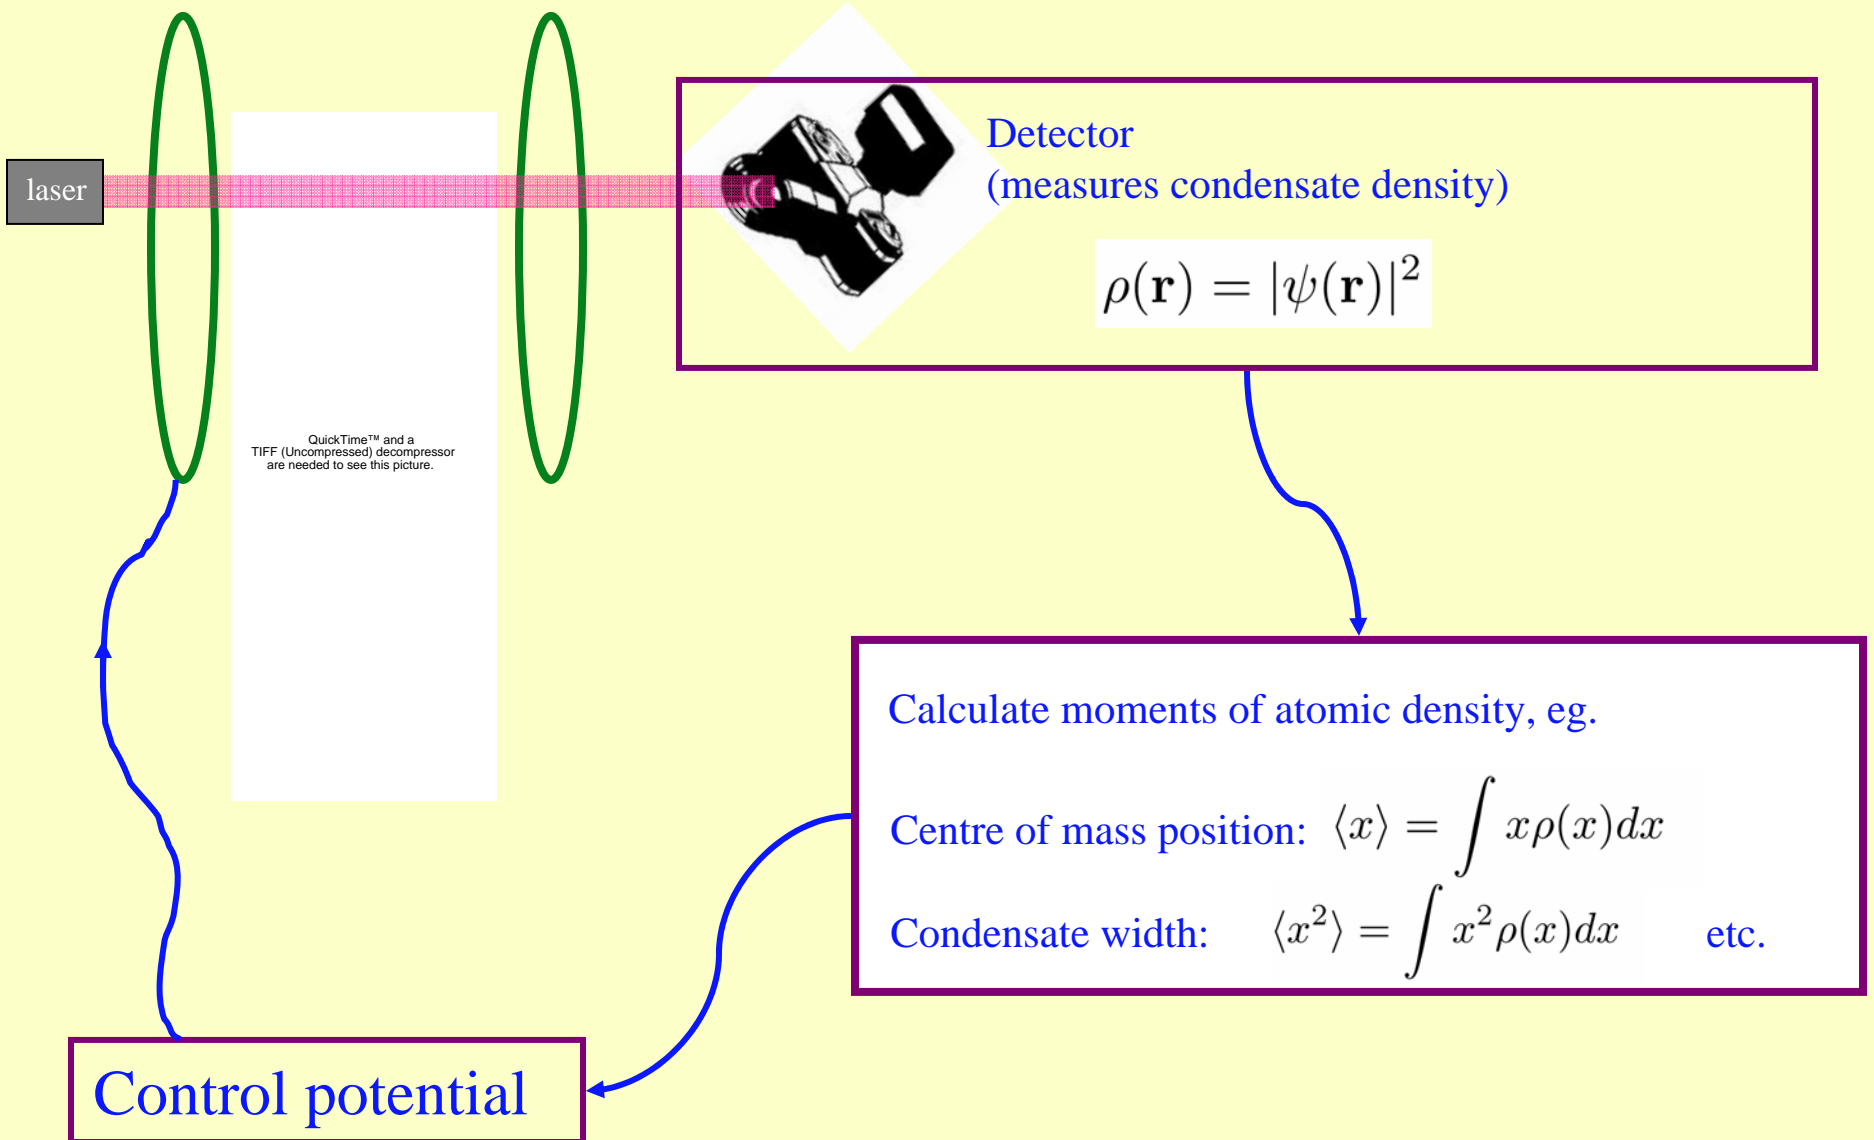 laser
Detector
(measures condensate density)
ρ(𝐫) = |ψ(𝐫)|²
QuickTime™ and a
TIFF (Uncompressed) decompressor
are needed to see this picture.
Calculate moments of atomic density, eg.
Centre of mass position: ⟨x⟩ = ∫ xρ(x)dx
Condensate width: ⟨x²⟩ = ∫ x²ρ(x)dx etc.
Control potential